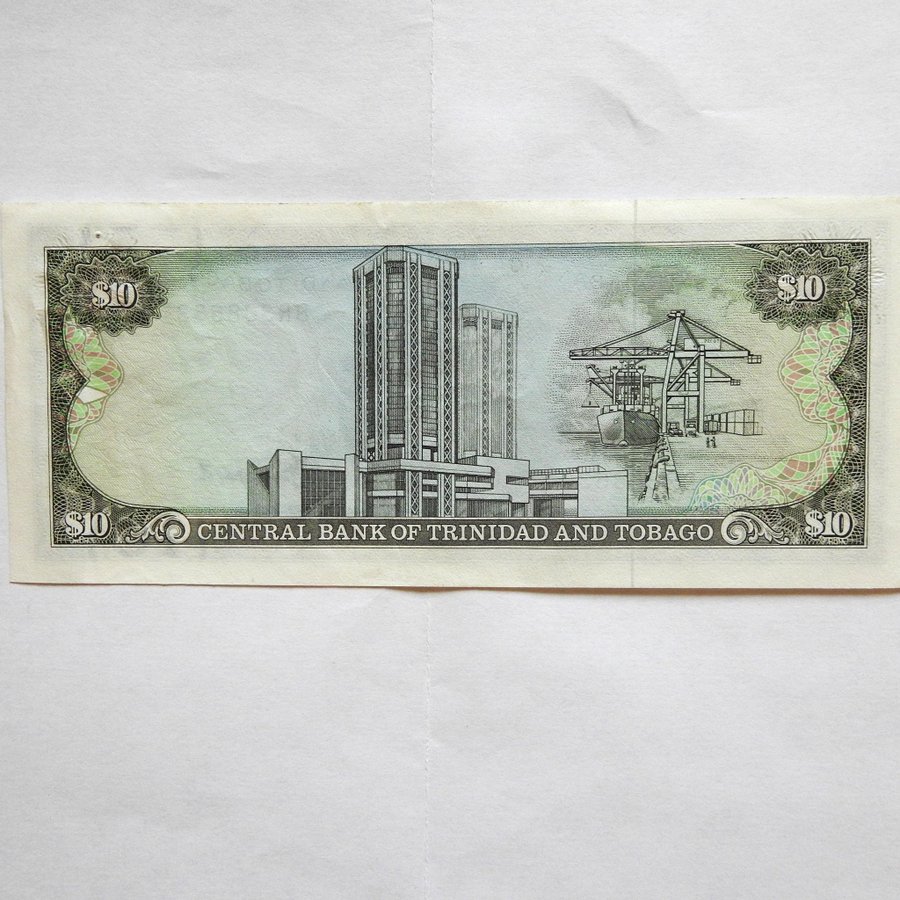 $10 $10
$10 CENTRAL BANK OF TRINIDAD AND TOBAGO $10